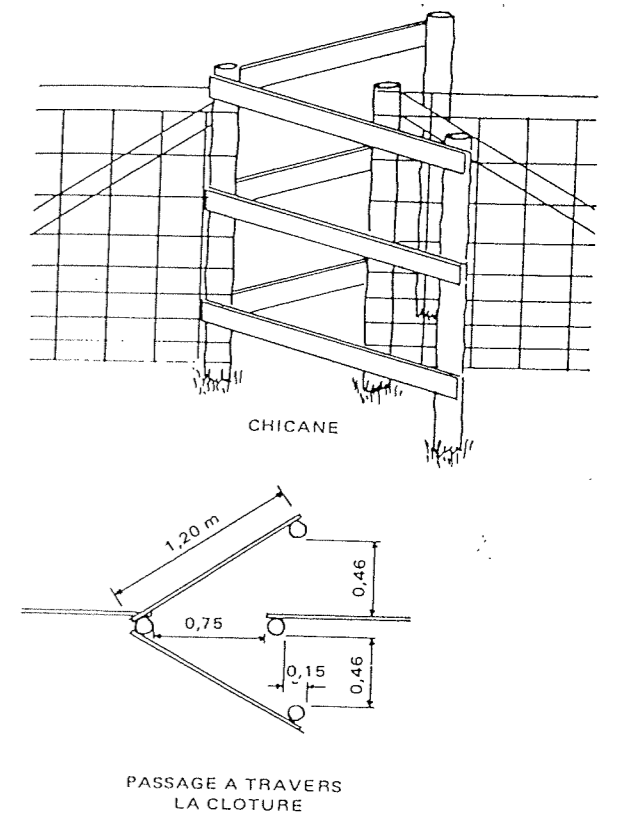 CHICANE
1,20 m
0,46
0,75
0,15
0,46
PASSAGE A TRAVERS
LA CLOTURE